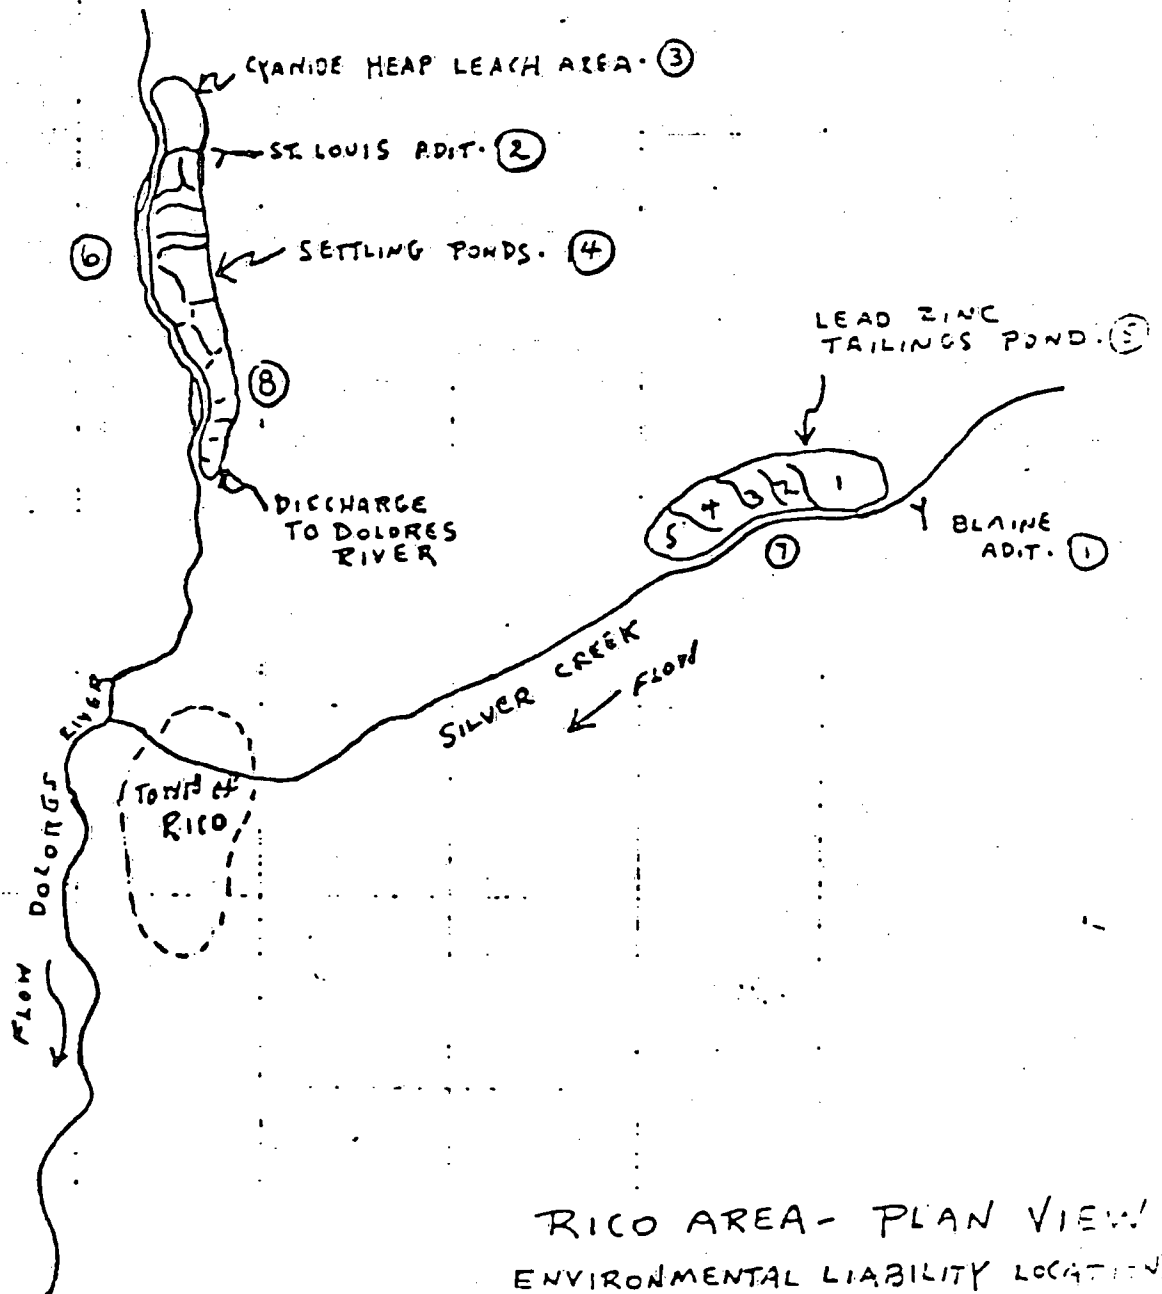 CYANIDE HEAP LEACH AREA. 3
ST. LOUIS ADIT. 2
6
SETTLING PONDS. 4
LEAD ZINC
TAILINGS POND. 5
8
1
2
3
4
5
DISCHARGE
TO DOLORES
RIVER
BLAINE
ADIT. 1
7
SILVER CREEK
FLOW
DOLORES RIVER
TOWN of
RICO
FLOW
RICO AREA - PLAN VIEW
ENVIRONMENTAL LIABILITY LOCATION